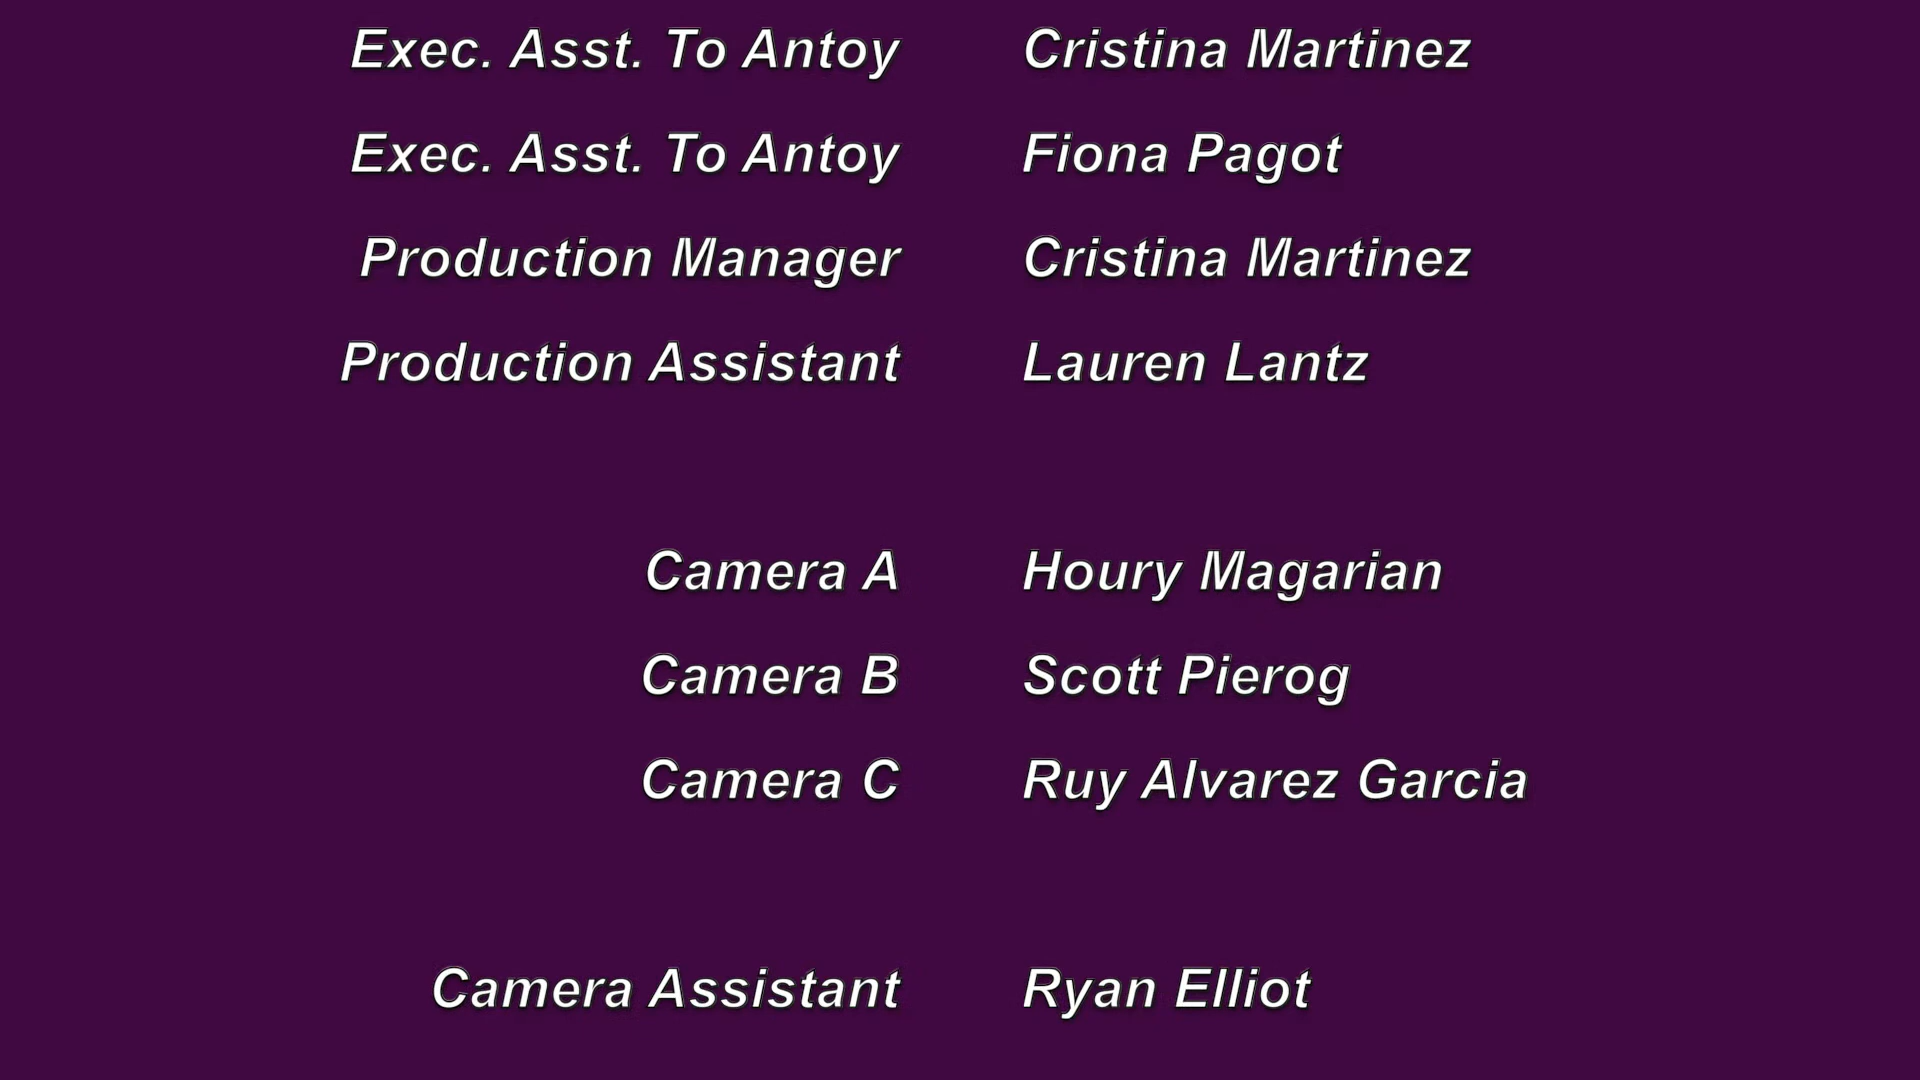 Exec. Asst. To Antoy Cristina Martinez
Exec. Asst. To Antoy Fiona Pagot
Production Manager Cristina Martinez
Production Assistant Lauren Lantz
Camera A Houry Magarian
Camera B Scott Pierog
Camera C Ruy Alvarez Garcia
Camera Assistant Ryan Elliot